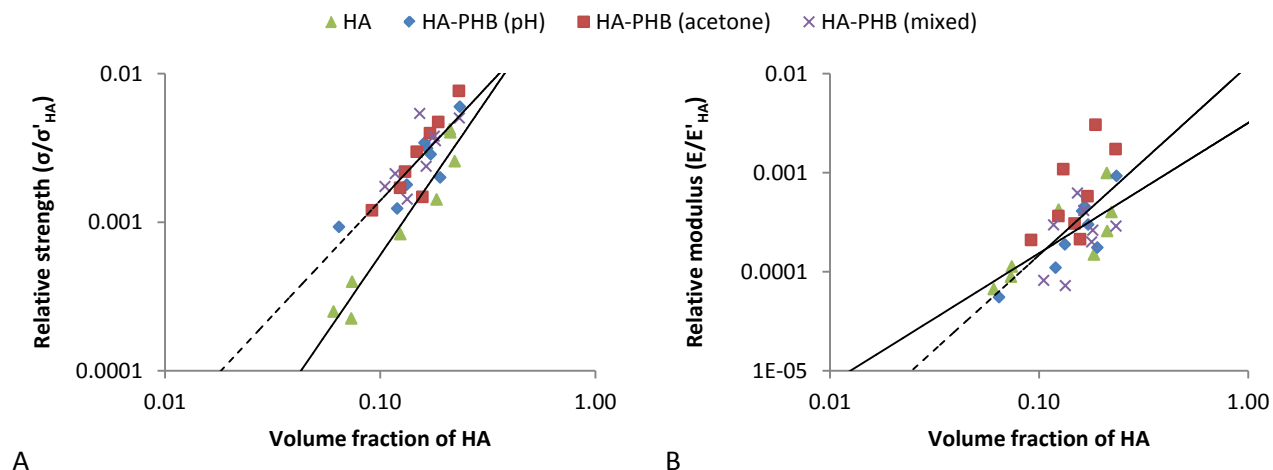 HA HA-PHB (pH) HA-PHB (acetone) HA-PHB (mixed)
Relative strength (σ/σ'HA)
0.01
0.001
0.0001
0.01 0.10 1.00
Volume fraction of HA
A
Relative modulus (E/E'HA)
0.01
0.001
0.0001
1E-05
0.01 0.10 1.00
Volume fraction of HA
B